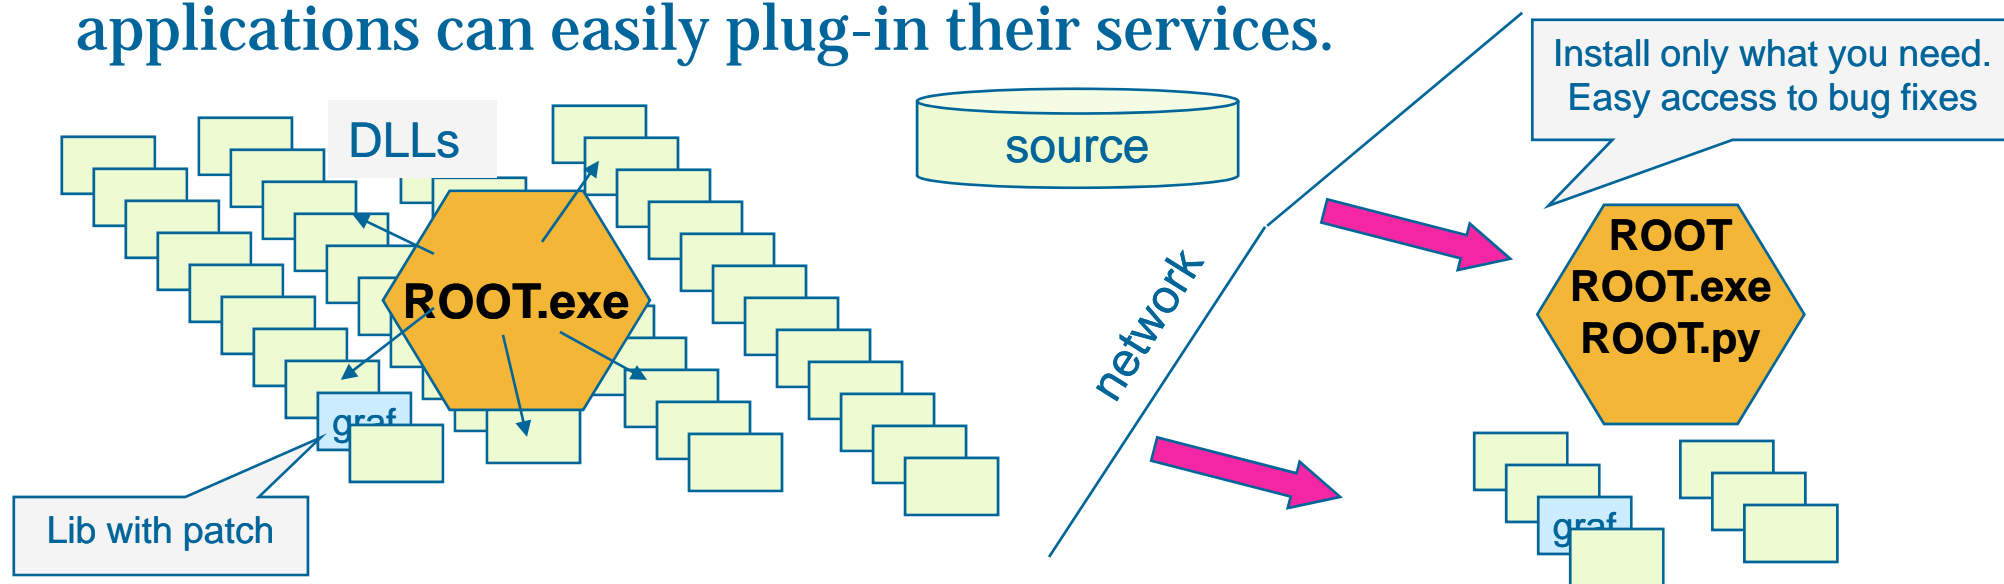 applications can easily plug-in their services.
Install only what you need.
Easy access to bug fixes
DLLs
source
ROOT
ROOT.exe
ROOT.py
ROOT.exe
network
graf
Lib with patch
graf